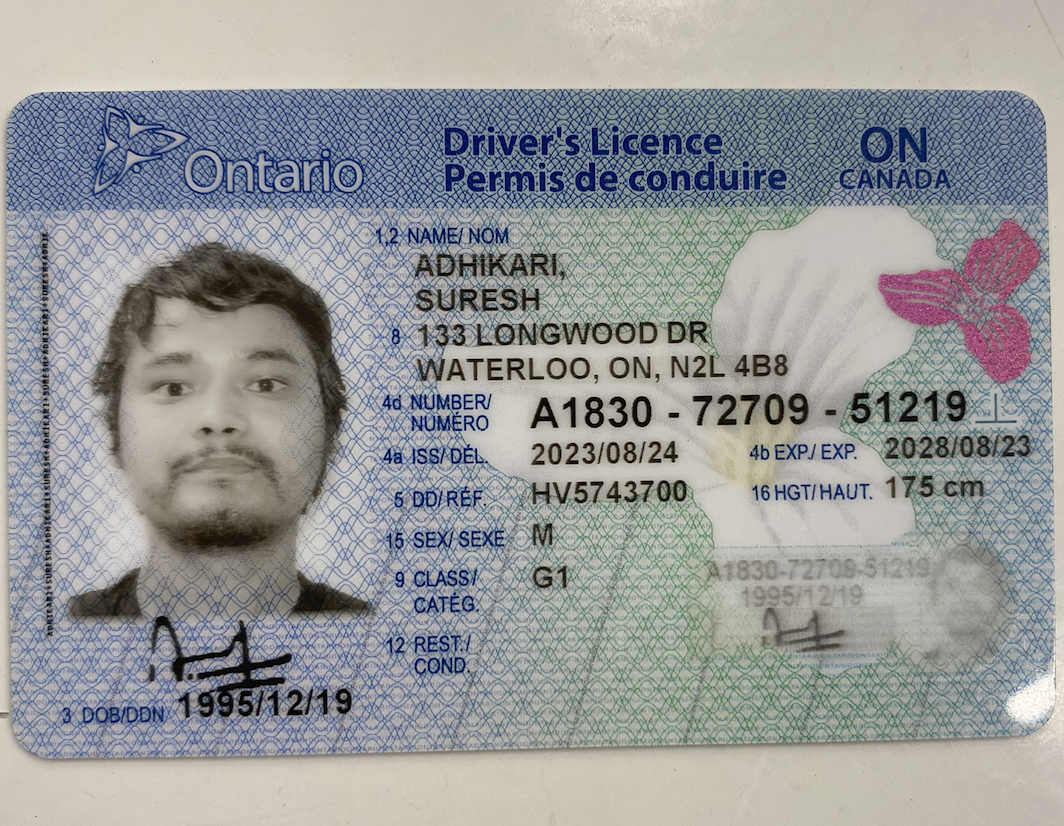 Ontario
Driver's Licence
Permis de conduire
ON
CANADA
1,2 NAME/ NOM
ADHIKARI,
SURESH
8 133 LONGWOOD DR
WATERLOO, ON, N2L 4B8
4d NUMBER/ NUMÉRO A1830 - 72709 - 51219
4a ISS/ DÉL. 2023/08/24 4b EXP./ EXP. 2028/08/23
5 DD/RÉF. HV5743700 16 HGT/HAUT. 175 cm
15 SEX/ SEXE M
9 CLASS/ CATÉG. G1
12 REST./ COND.
A1830-72709-51219
1995/12/19
3 DOB/DDN 1995/12/19